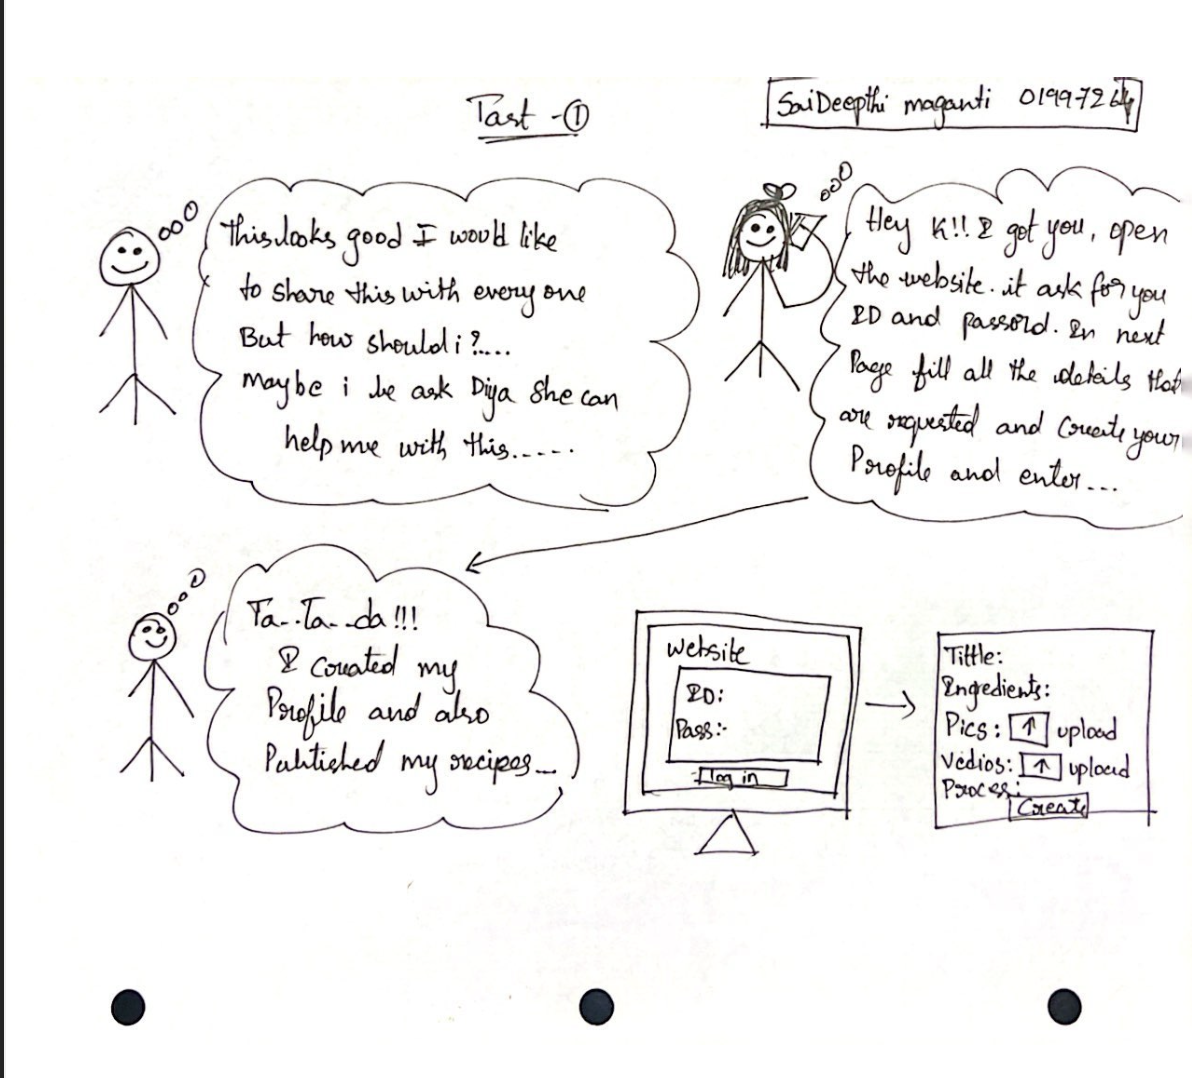 Tast - ①
SaiDeepthi maganti 019972
this looks good I would like
to share this with every one
But how should i ?....
maybe i be ask Diya she can
help me with this......
Hey K!! I got you, open
the website. it ask for you
ID and passord. In next
Page fill all the details that
are requested and Create your
Profile and enter...
Ta..Ta..da!!!
I created my
Profile and also
Published my recipes...
website
ID:
Pass:-
log in
Tittle:
Ingredients:
Pics: ↑ upload
Vedios: ↑ upload
Process:
Create